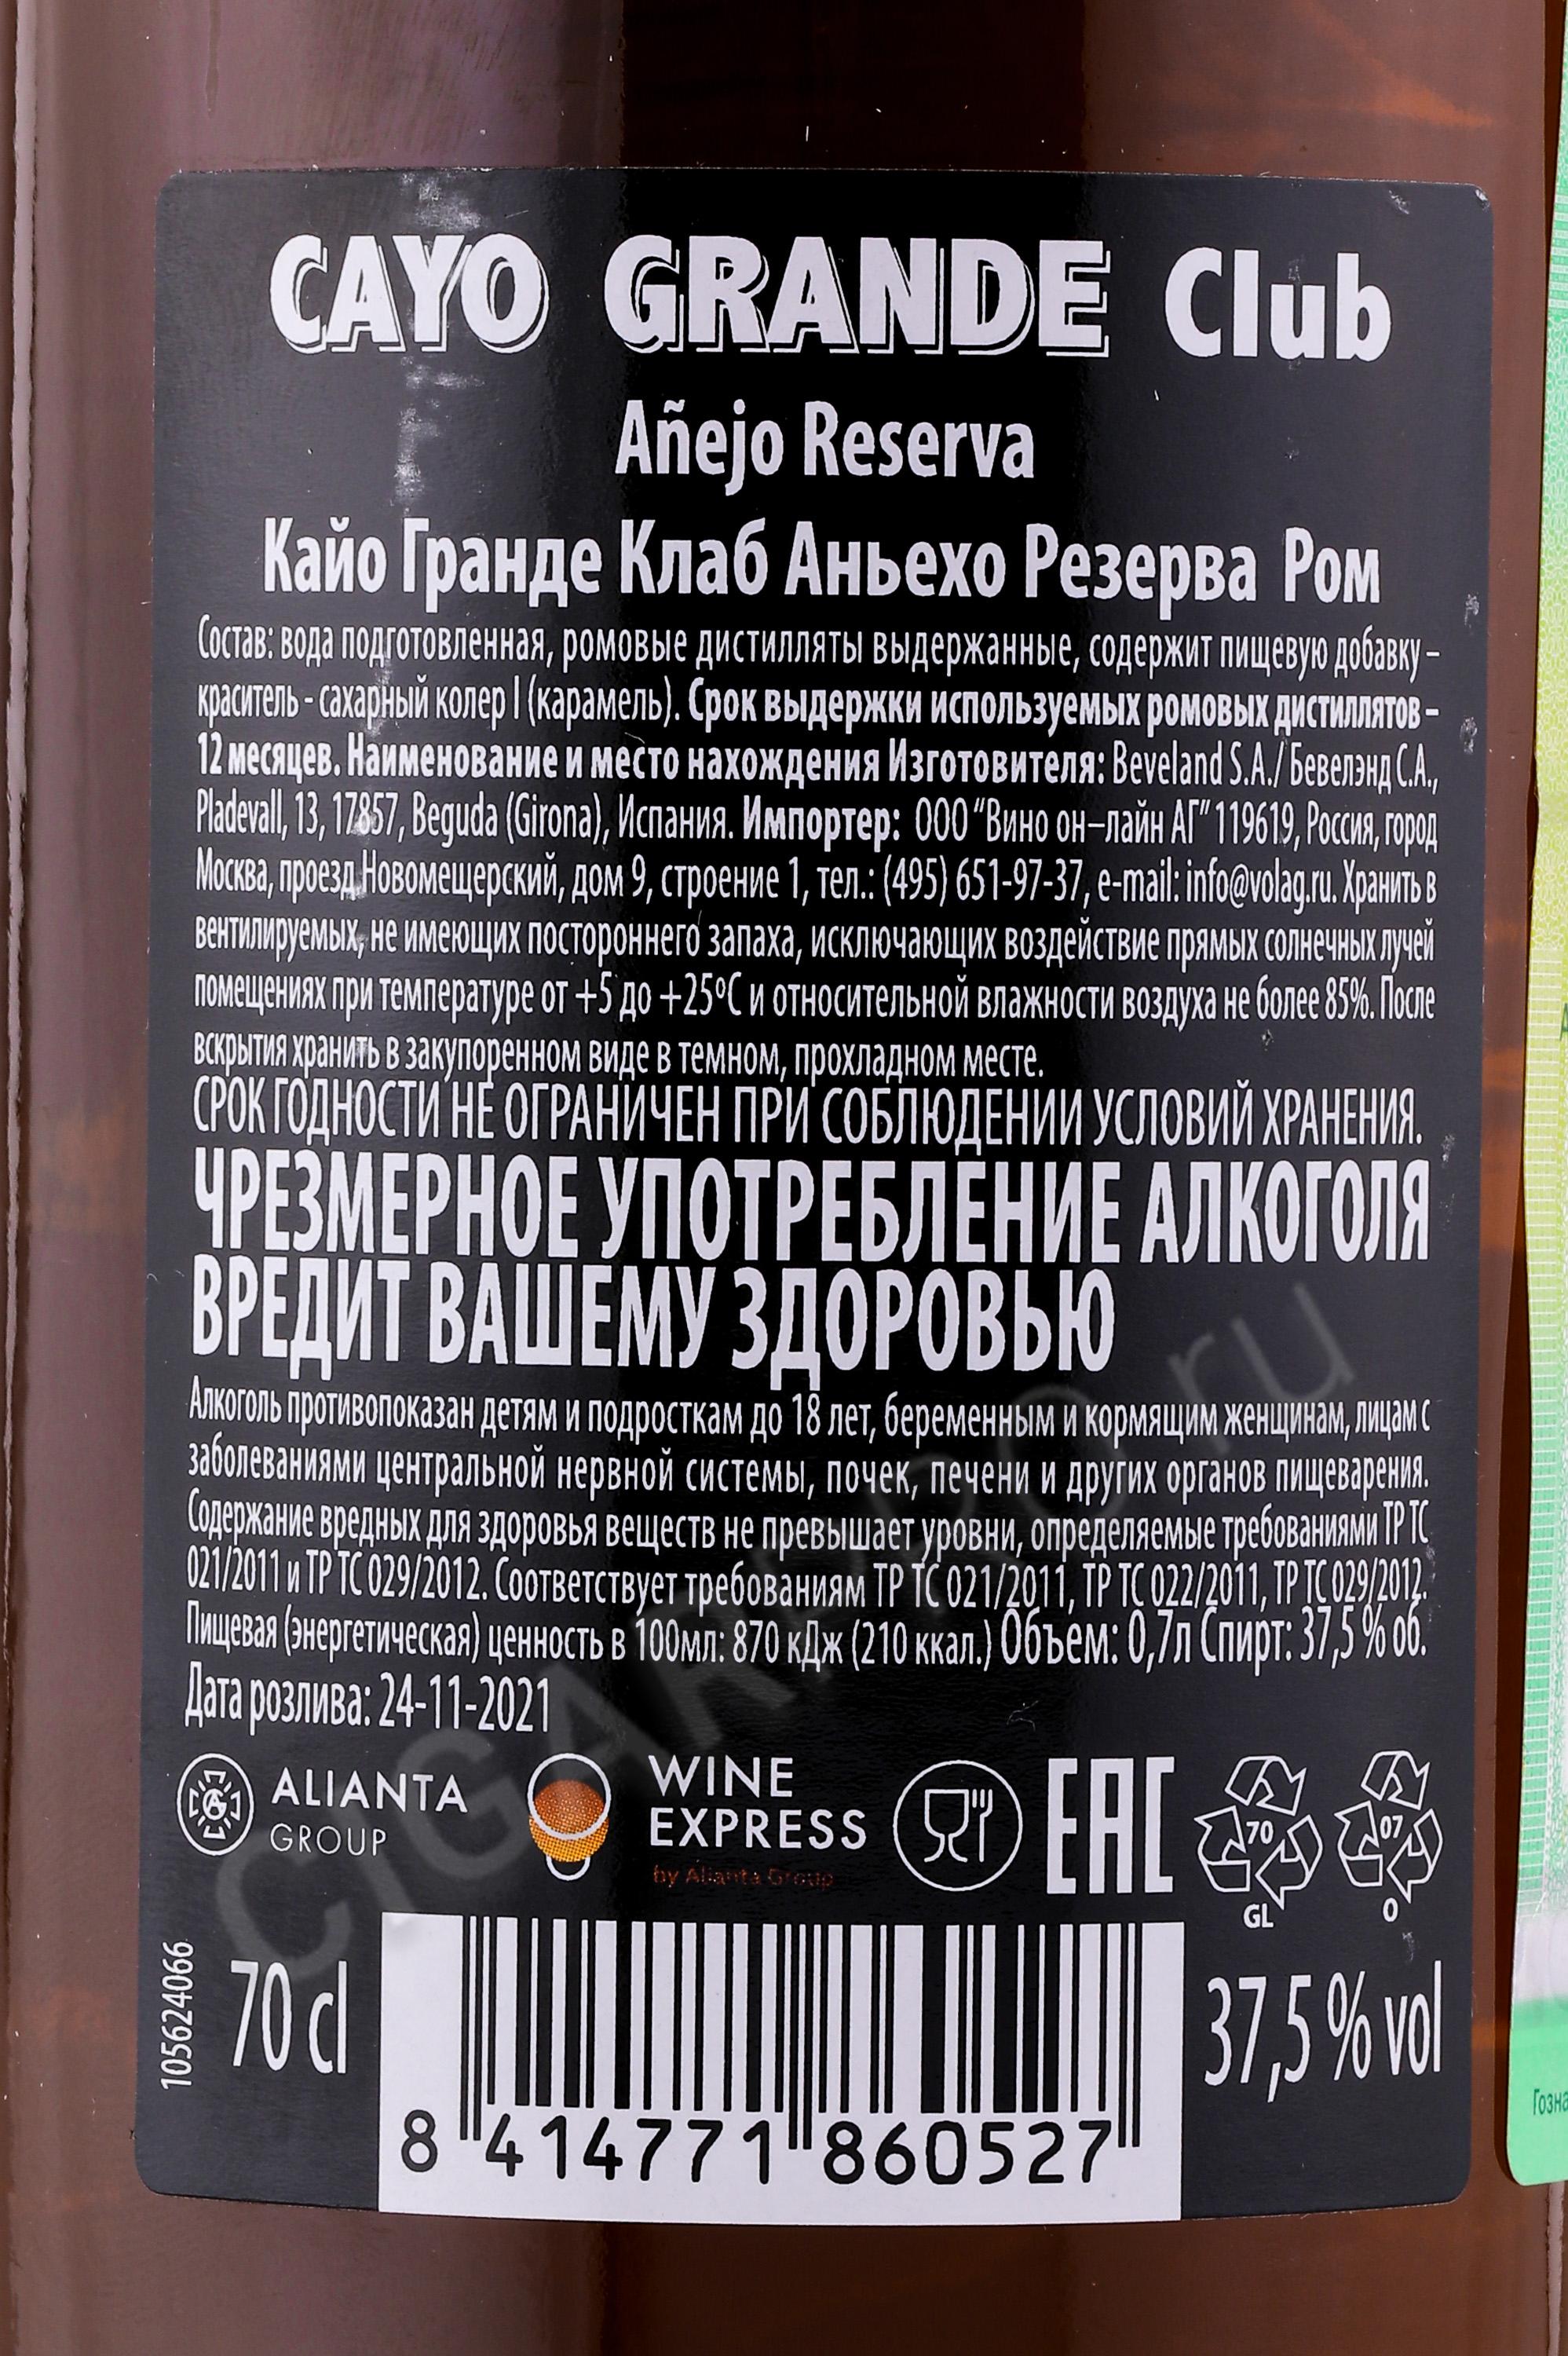 CAYO GRANDE Club
Añejo Reserva
Кайо Гранде Клаб Аньехо Резерва Ром
Состав: вода подготовленная, ромовые дистилляты выдержанные, содержит пищевую добавку –
краситель - сахарный колер I (карамель). Срок выдержки используемых ромовых дистиллятов –
12 месяцев. Наименование и место нахождения Изготовителя: Beveland S.A./ Бевелэнд С.А.,
Pladevall, 13, 17857, Beguda (Girona), Испания. Импортер: ООО "Вино он–лайн АГ" 119619, Россия, город
Москва, проезд Новомещерский, дом 9, строение 1, тел.: (495) 651-97-37, e-mail: info@volag.ru. Хранить в
вентилируемых, не имеющих постороннего запаха, исключающих воздействие прямых солнечных лучей
помещениях при температуре от +5 до +25ºС и относительной влажности воздуха не более 85%. После
вскрытия хранить в закупоренном виде в темном, прохладном месте.
СРОК ГОДНОСТИ НЕ ОГРАНИЧЕН ПРИ СОБЛЮДЕНИИ УСЛОВИЙ ХРАНЕНИЯ.
ЧРЕЗМЕРНОЕ УПОТРЕБЛЕНИЕ АЛКОГОЛЯ
ВРЕДИТ ВАШЕМУ ЗДОРОВЬЮ
Алкоголь противопоказан детям и подросткам до 18 лет, беременным и кормящим женщинам, лицам с
заболеваниями центральной нервной системы, почек, печени и других органов пищеварения.
Содержание вредных для здоровья веществ не превышает уровни, определяемые требованиями ТР ТС
021/2011 и ТР ТС 029/2012. Соответствует требованиям ТР ТС 021/2011, ТР ТС 022/2011, ТР ТС 029/2012.
Пищевая (энергетическая) ценность в 100мл: 870 кДж (210 ккал.) Объем: 0,7л Спирт: 37,5 % об.
Дата розлива: 24-11-2021
ALIANTA
GROUP
WINE
EXPRESS
by Alianta Group
EAC
70
GL
07
O
105624066
70 cl
8 414771 860527
37,5 % vol
CIGARPRO.ru